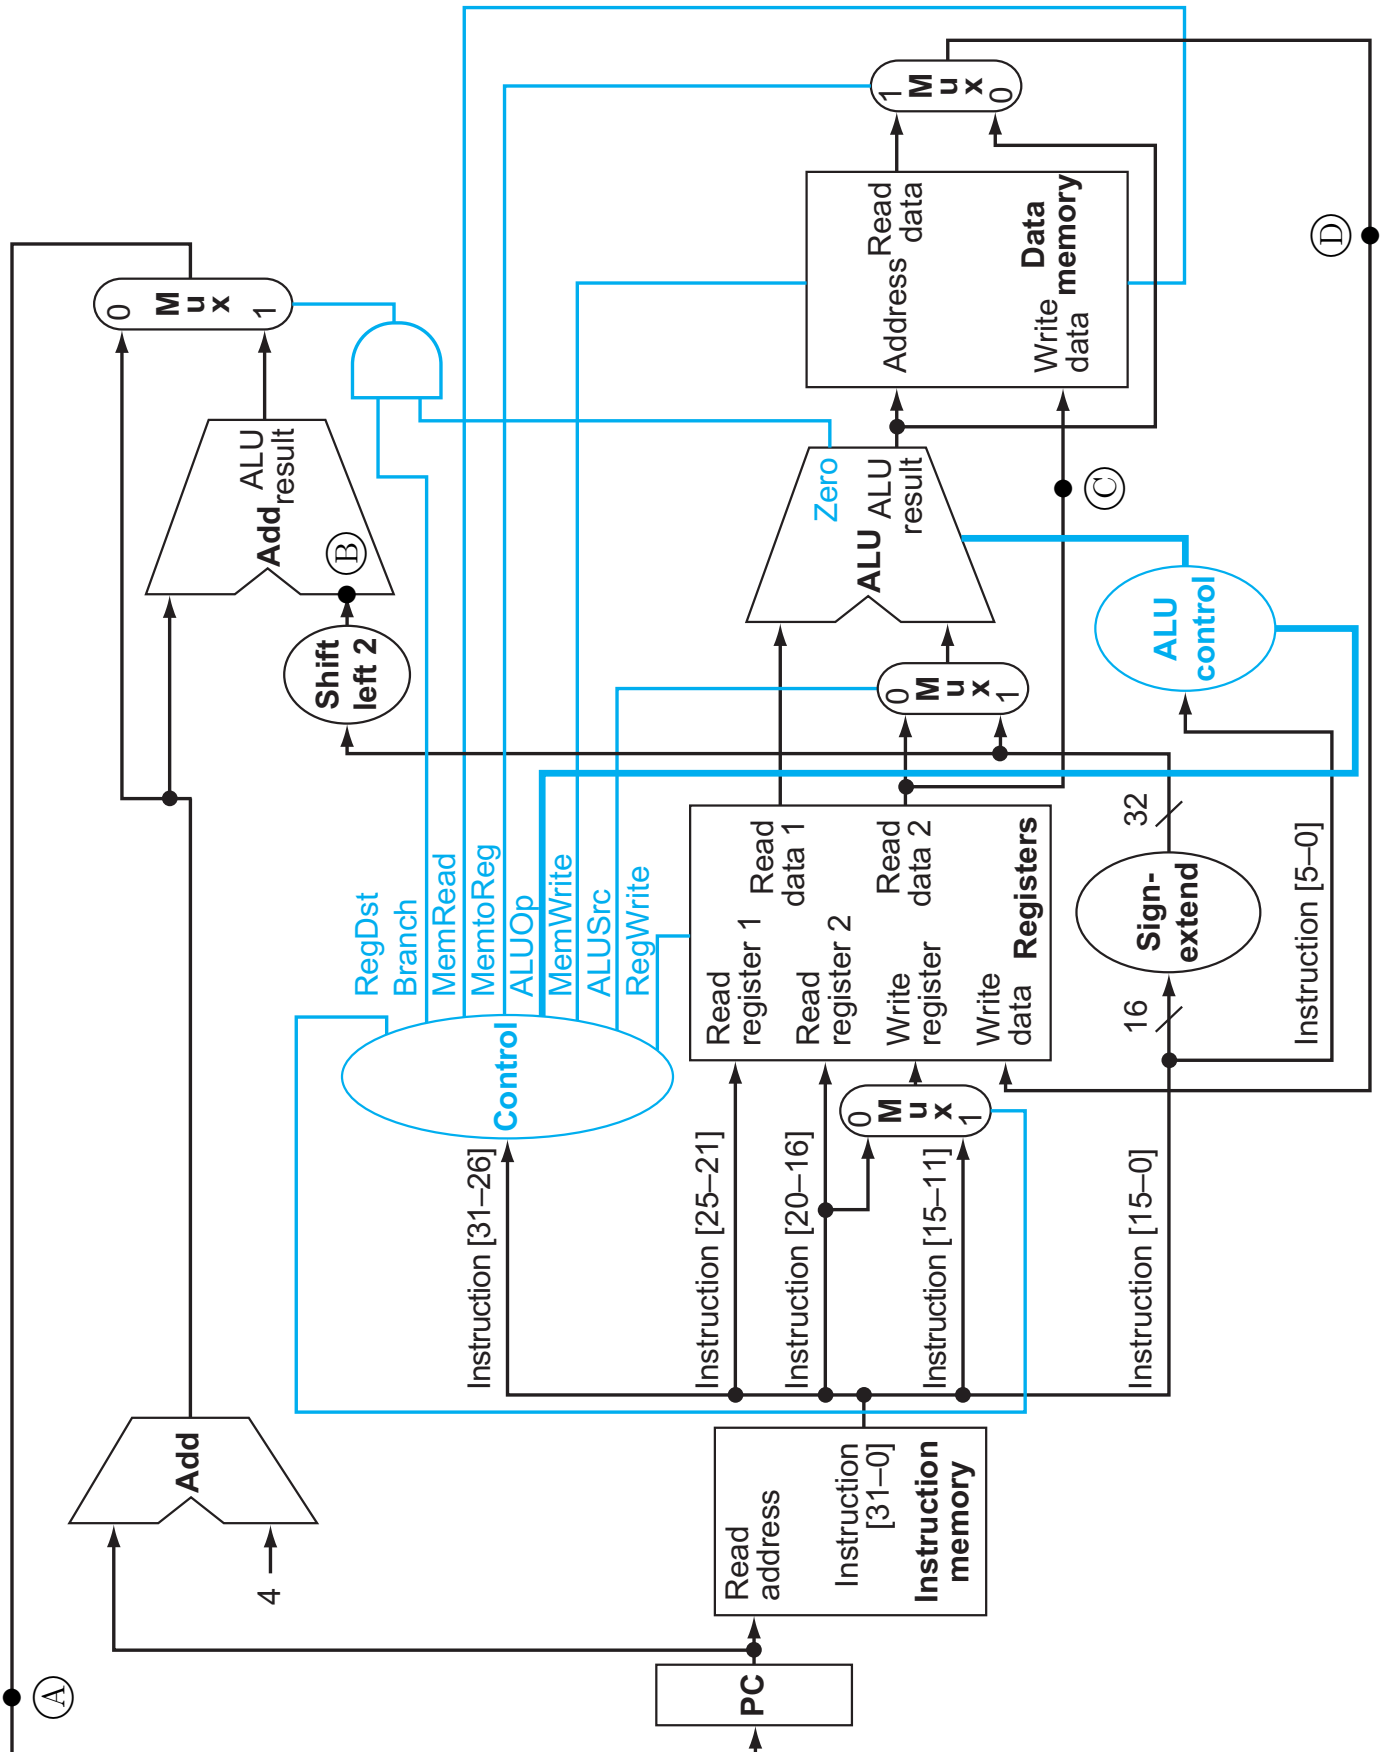 A
PC
4
Add
Read
address
Instruction
[31–0]
Instruction
memory
Instruction [31–26]
Instruction [25–21]
Instruction [20–16]
Instruction [15–11]
Instruction [15–0]
0
M
u
x
1
Control
RegDst
Branch
MemRead
MemtoReg
ALUOp
MemWrite
ALUSrc
RegWrite
Read
register 1
Read
register 2
Write
register
Write
data
Read
data 1
Read
data 2
Registers
16
Sign-
extend
32
Instruction [5–0]
Shift
left 2
B
Add
ALU
result
0
M
u
x
1
ALU
control
ALU
Zero
ALU
result
C
0
M
u
x
1
Address
Write
data
Read
data
Data
memory
1
M
u
x
0
D